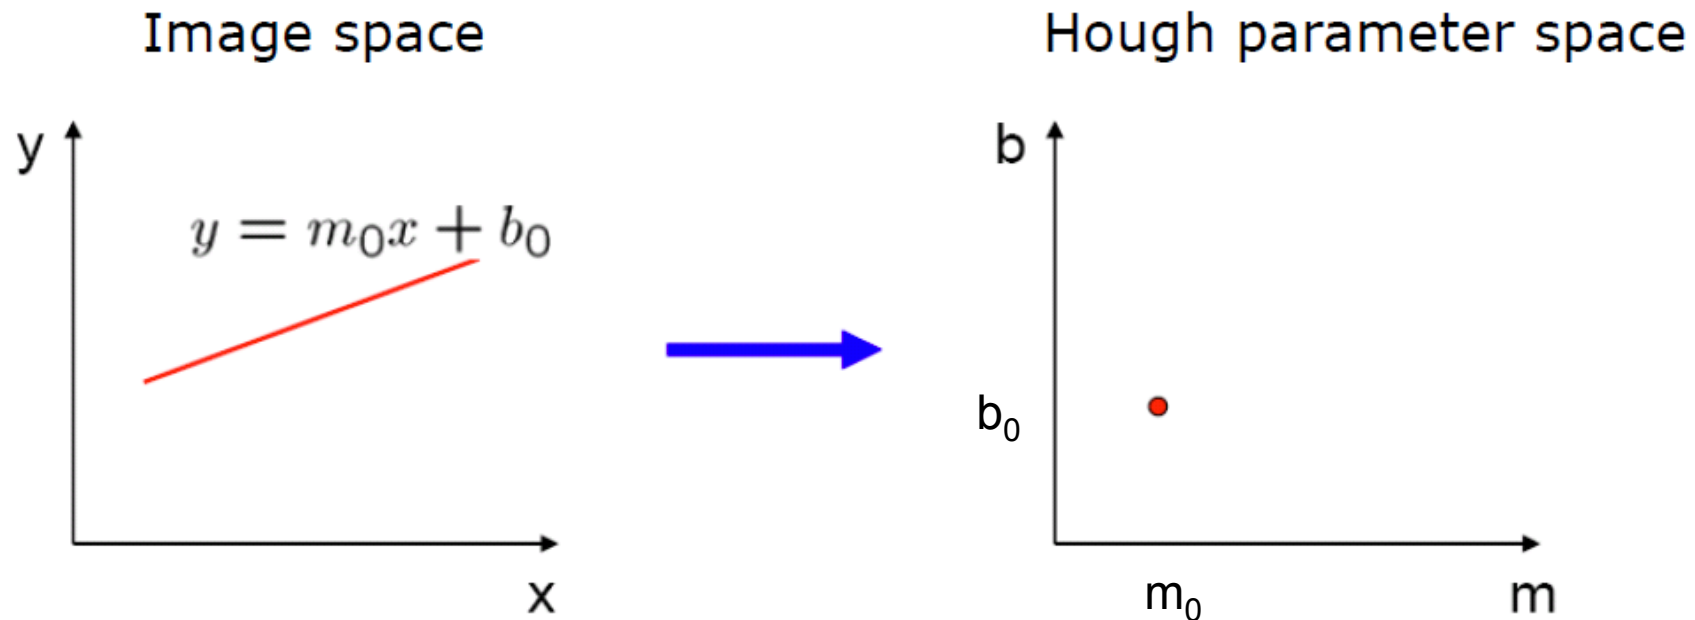 Image space
Hough parameter space
y
y = m₀x + b₀
x
b
b₀
m₀
m